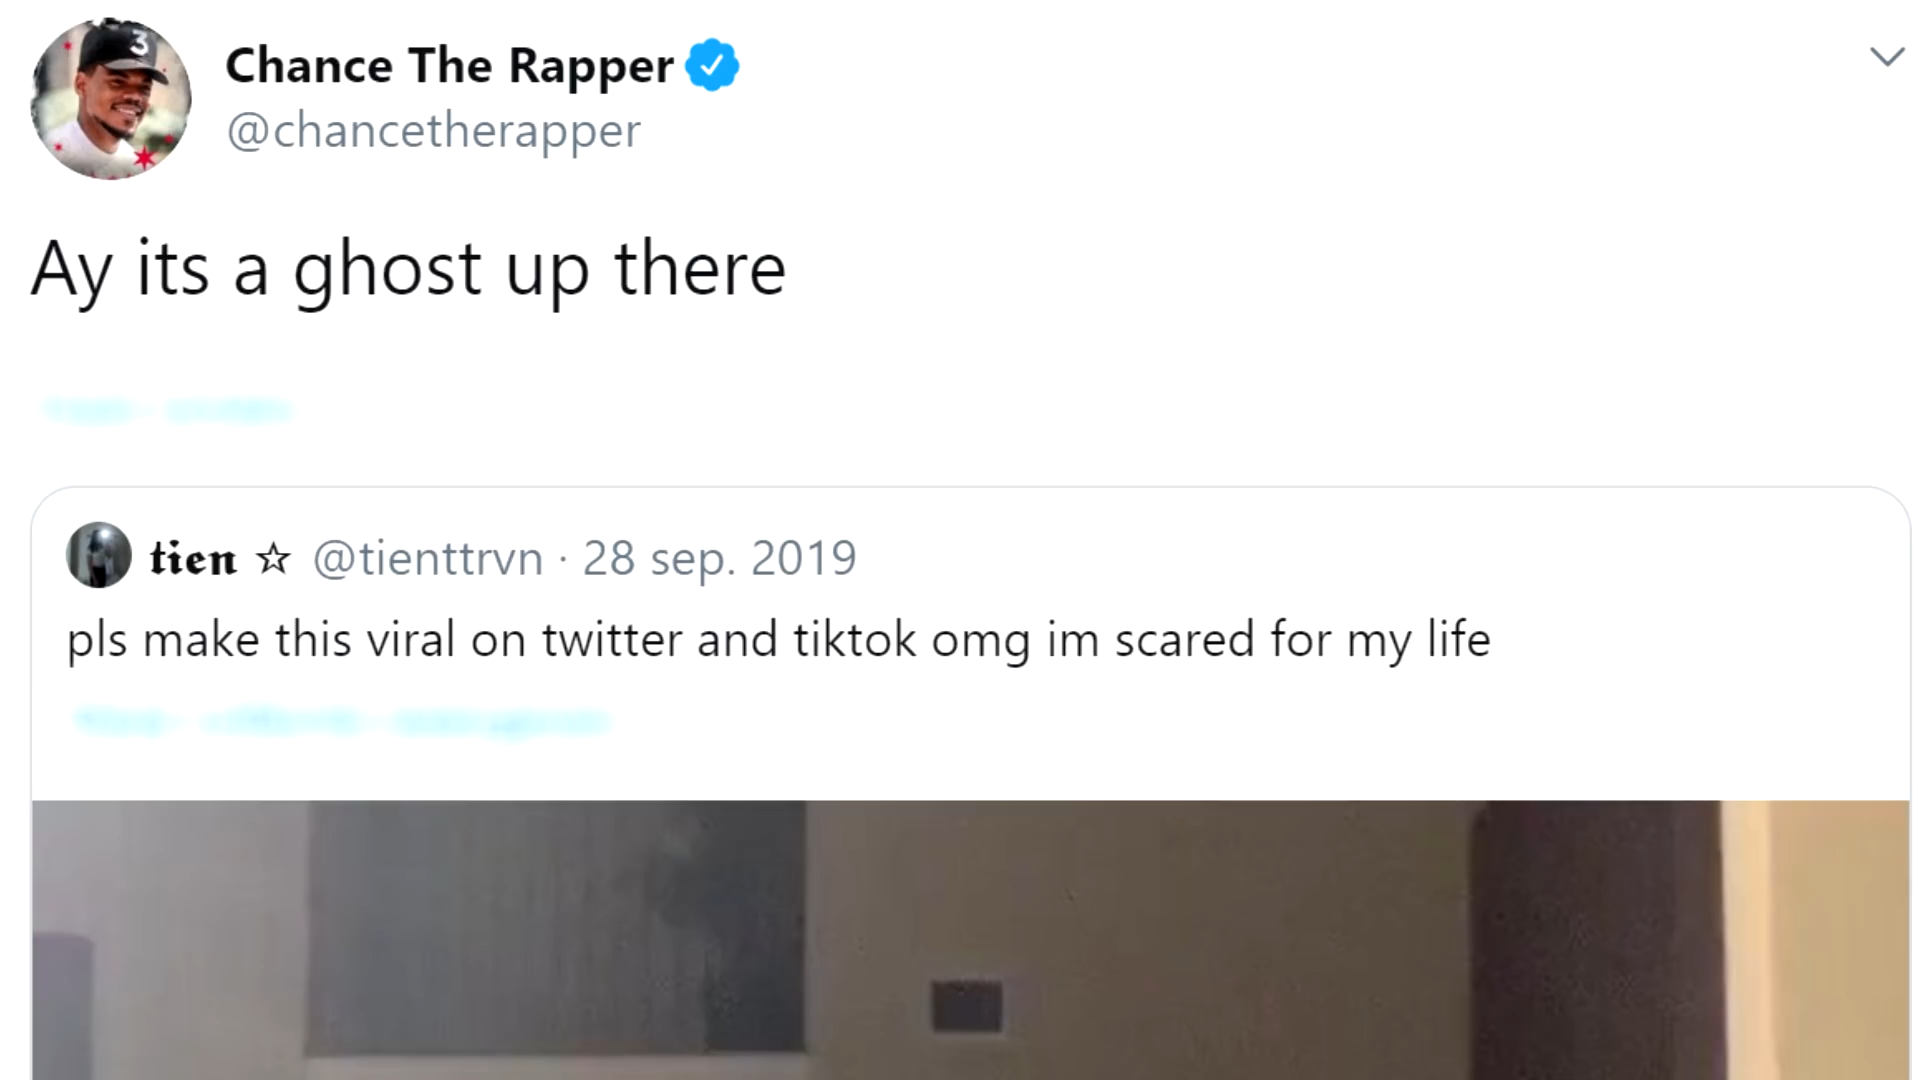 3
Chance The Rapper
@chancetherapper
Ay its a ghost up there
𝖙𝖎𝖊𝖓 ☆ @tienttrvn · 28 sep. 2019
pls make this viral on twitter and tiktok omg im scared for my life